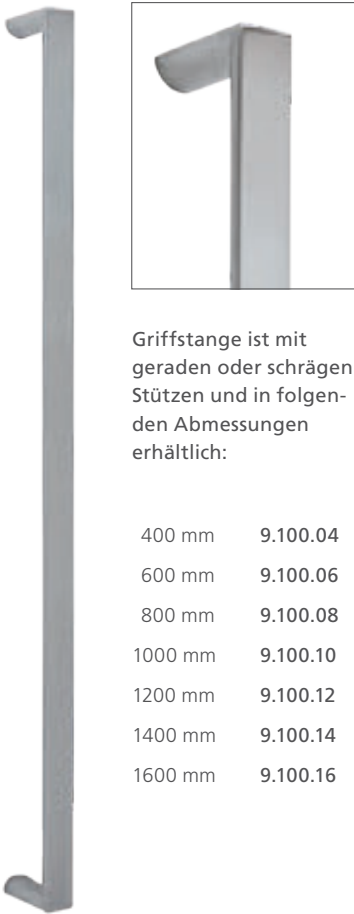 Griffstange ist mit
geraden oder schrägen
Stützen und in folgen-
den Abmessungen
erhältlich:
400 mm 9.100.04
600 mm 9.100.06
800 mm 9.100.08
1000 mm 9.100.10
1200 mm 9.100.12
1400 mm 9.100.14
1600 mm 9.100.16